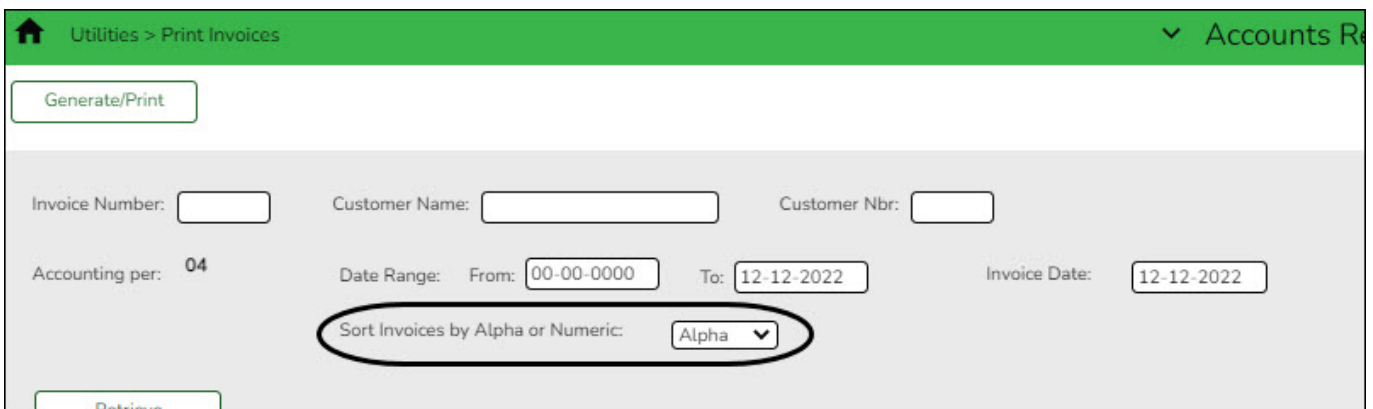 Utilities > Print Invoices
Accounts Re
Generate/Print
Invoice Number: Customer Name: Customer Nbr:
Accounting per: 04 Date Range: From: 00-00-0000 To: 12-12-2022 Invoice Date: 12-12-2022
Sort Invoices by Alpha or Numeric: Alpha
Retrieve